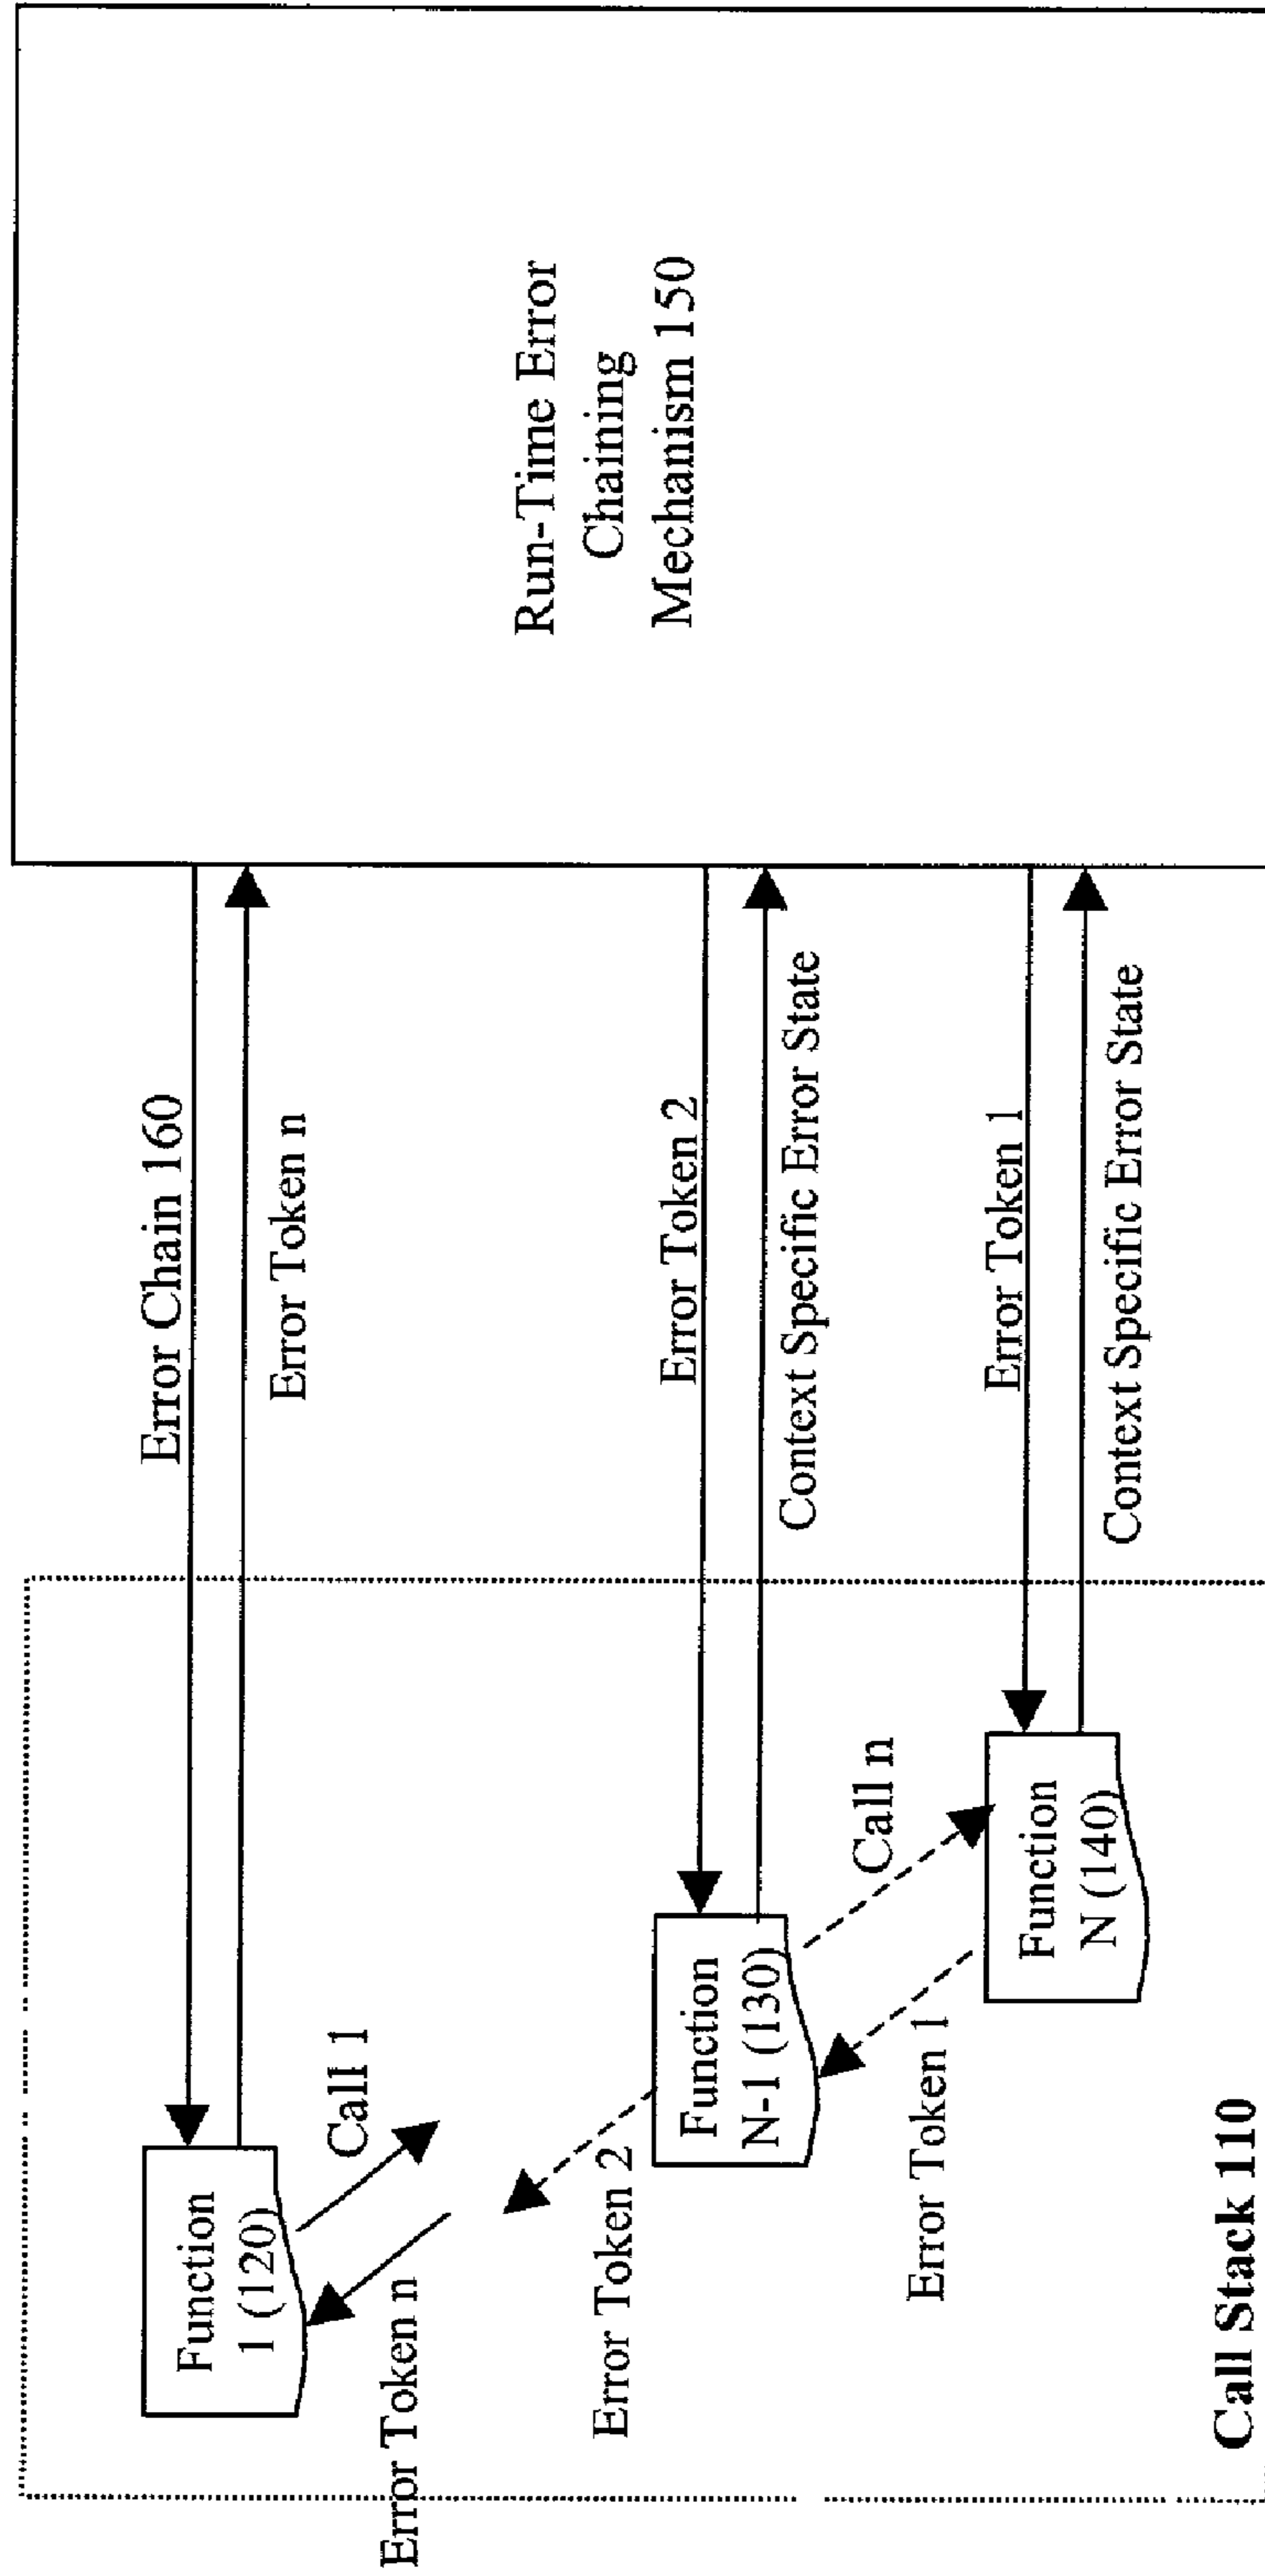 Error Chain 160
Error Token n
Function
1 (120)
Call 1
Error Token n
Run-Time Error
Chaining
Mechanism 150
Error Token 2
Error Token 2
Context Specific Error State
Function
N-1 (130)
Call n
Error Token 1
Error Token 1
Context Specific Error State
Function
N (140)
Call Stack 110